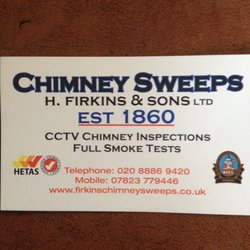 CHIMNEY SWEEPS
H. FIRKINS & SONS LTD
EST 1860
CCTV CHIMNEY INSPECTIONS
FULL SMOKE TESTS
Telephone: 020 8886 9420
Mobile: 07823 779446
www.firkinschimneysweeps.co.uk
HETAS